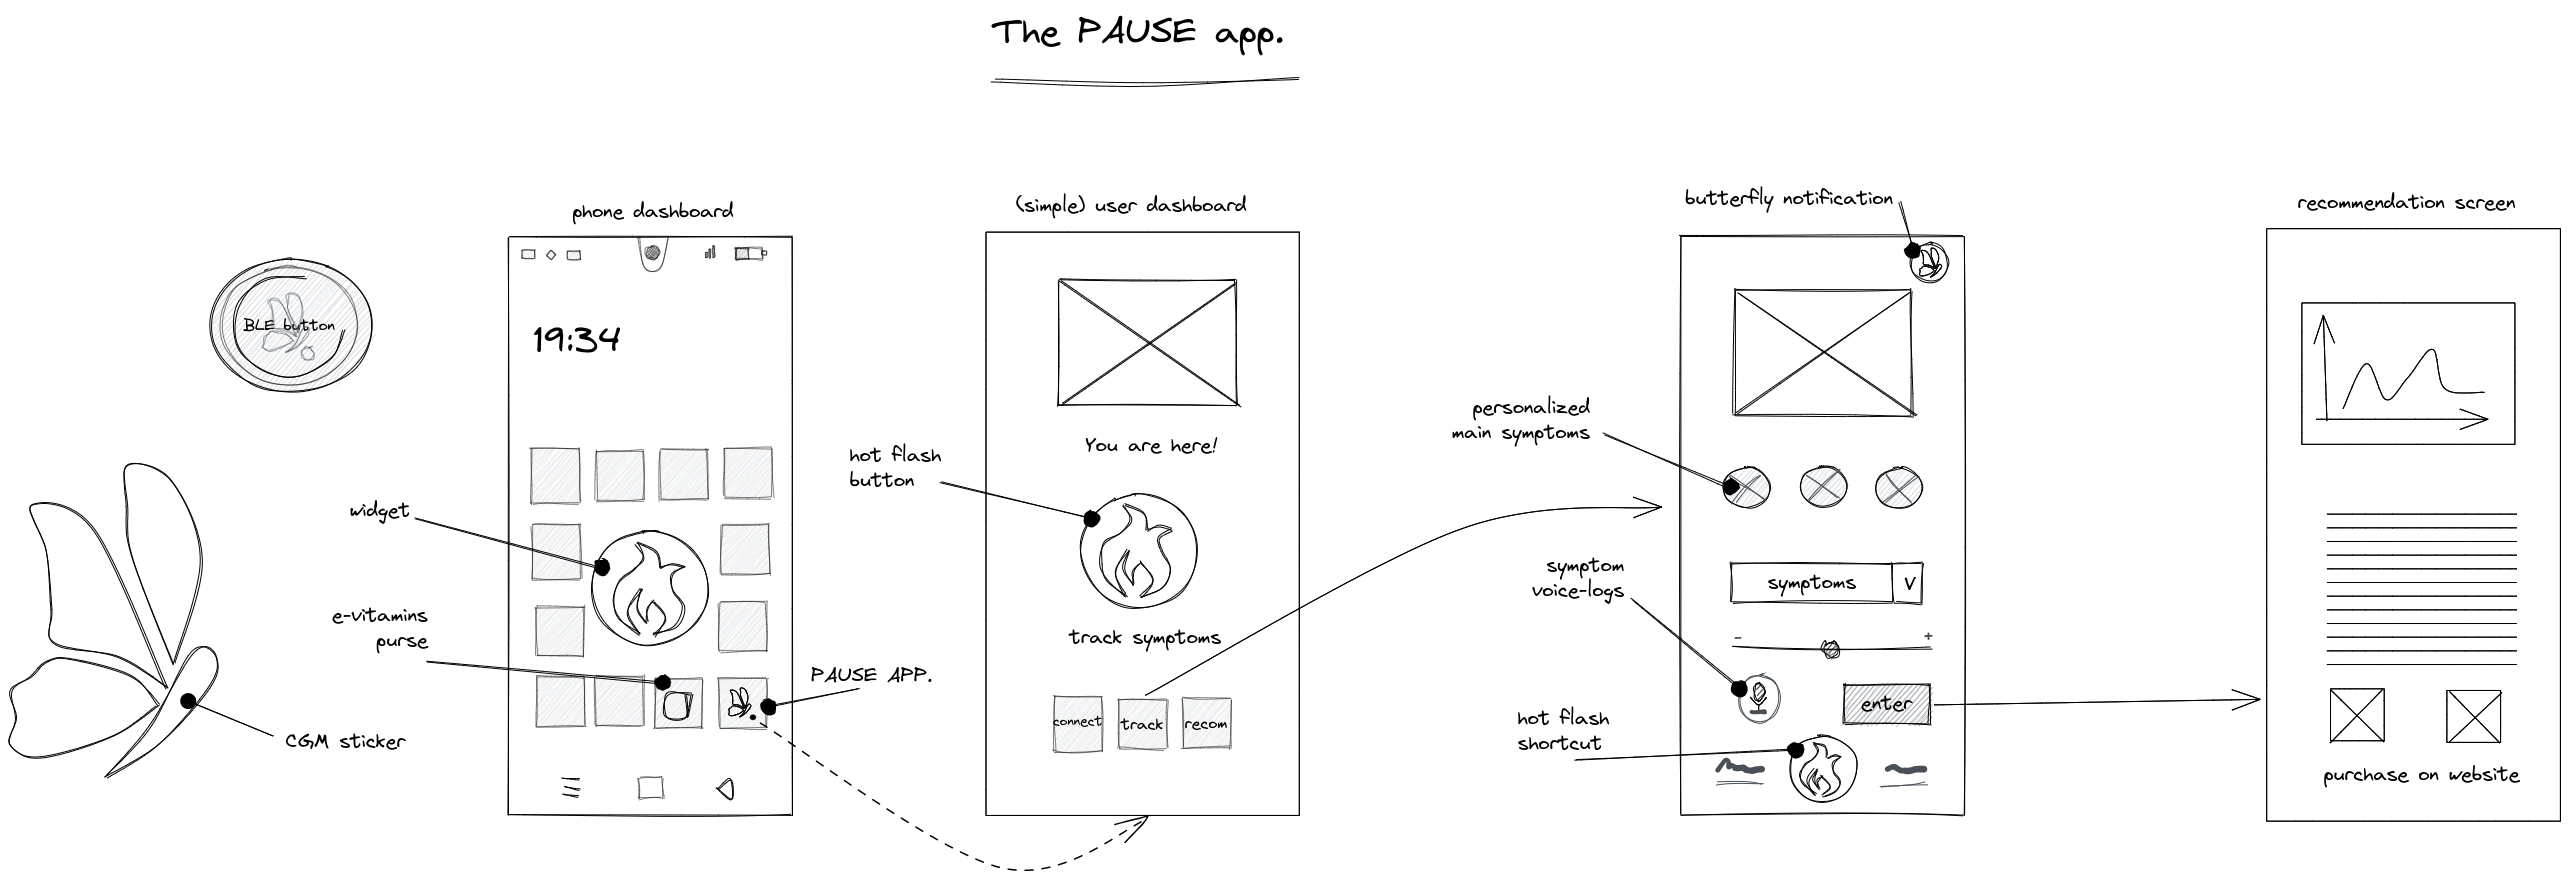 The PAUSE app.
BLE button
CGM sticker
phone dashboard
19:34
widget
e-vitamins
purse
PAUSE APP.
(simple) user dashboard
You are here!
hot flash
button
track symptoms
connect
track
recom
butterfly notification
personalized
main symptoms
symptoms
V
- +
symptom
voice-logs
enter
hot flash
shortcut
recommendation screen
purchase on website